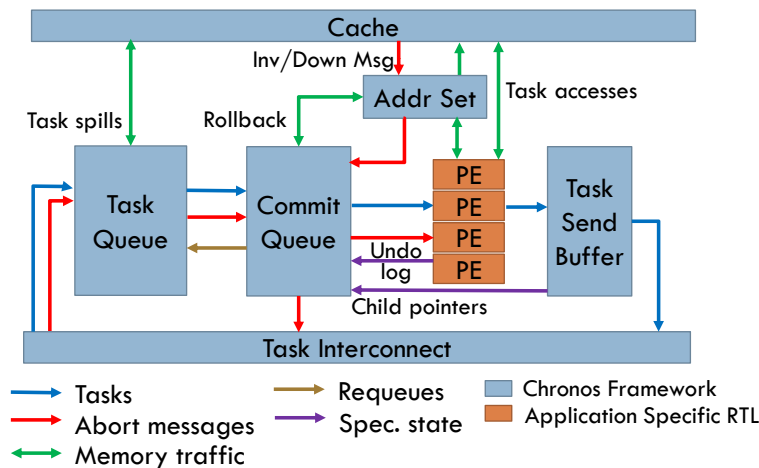 Cache
Inv/Down Msg
Addr Set
Task accesses
Task spills
Rollback
Task
Queue
Commit
Queue
PE
PE
PE
PE
Task
Send
Buffer
Undo
log
Child pointers
Task Interconnect
Tasks
Requeues
Chronos Framework
Abort messages
Spec. state
Application Specific RTL
Memory traffic